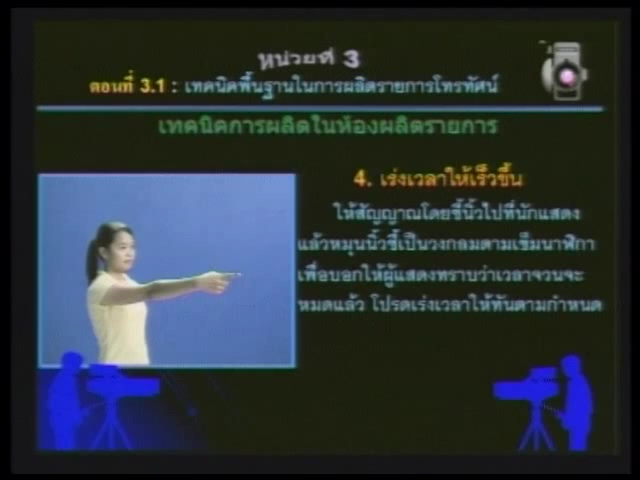 หน่วยที่ 3
ตอนที่ 3.1 : เทคนิคพื้นฐานในการผลิตรายการโทรทัศน์
เทคนิคการผลิตในห้องผลิตรายการ
4. เร่งเวลาให้เร็วขึ้น
ให้สัญญาณโดยชี้นิ้วไปที่นักแสดง
แล้วหมุนนิ้วชี้เป็นวงกลมตามเข็มนาฬิกา
เพื่อบอกให้ผู้แสดงทราบว่าเวลาจวนจะ
หมดแล้ว โปรดเร่งเวลาให้ทันตามกำหนด